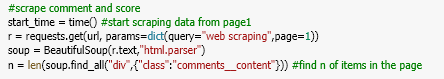 #scrape comment and score
start_time = time() #start scraping data from page1
r = requests.get(url, params=dict(query="web scraping",page=1))
soup = BeautifulSoup(r.text,"html.parser")
n = len(soup.find_all("div",{"class":"comments__content"})) #find n of items in the page